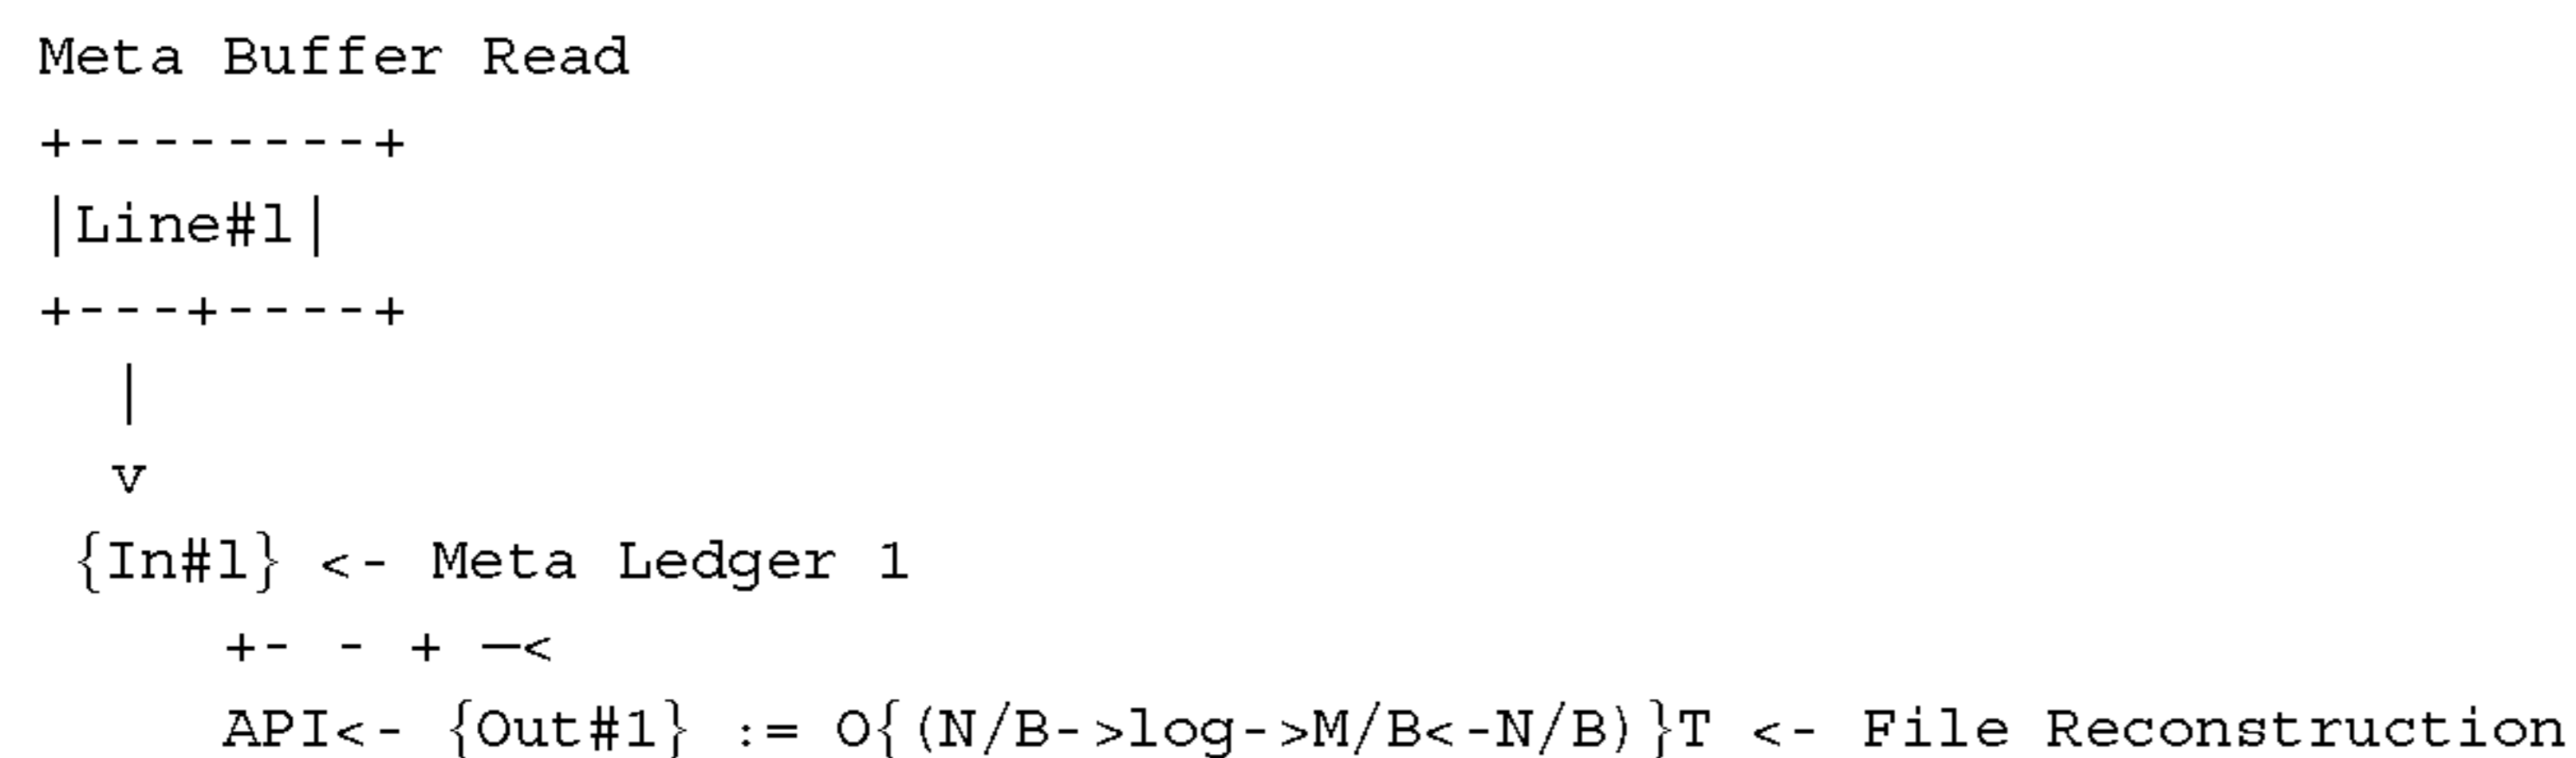 Meta Buffer Read
+--------+
|Line#1|
+---+----+
|
v
{In#1} <- Meta Ledger 1
+- - + —<
API<- {Out#1} := O{(N/B->log->M/B<-N/B)}T <- File Reconstruction